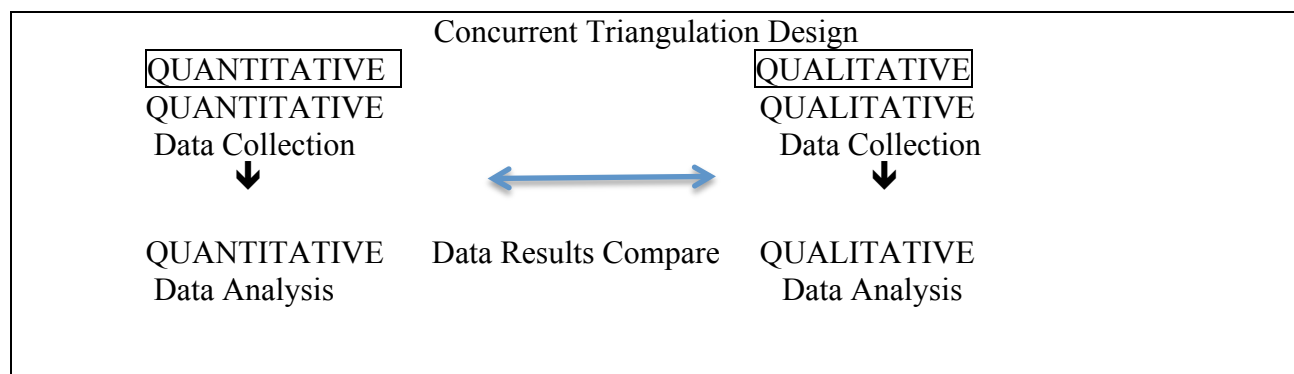 Concurrent Triangulation Design
QUANTITATIVE QUALITATIVE
QUANTITATIVE QUALITATIVE
Data Collection Data Collection
QUANTITATIVE Data Results Compare QUALITATIVE
Data Analysis Data Analysis